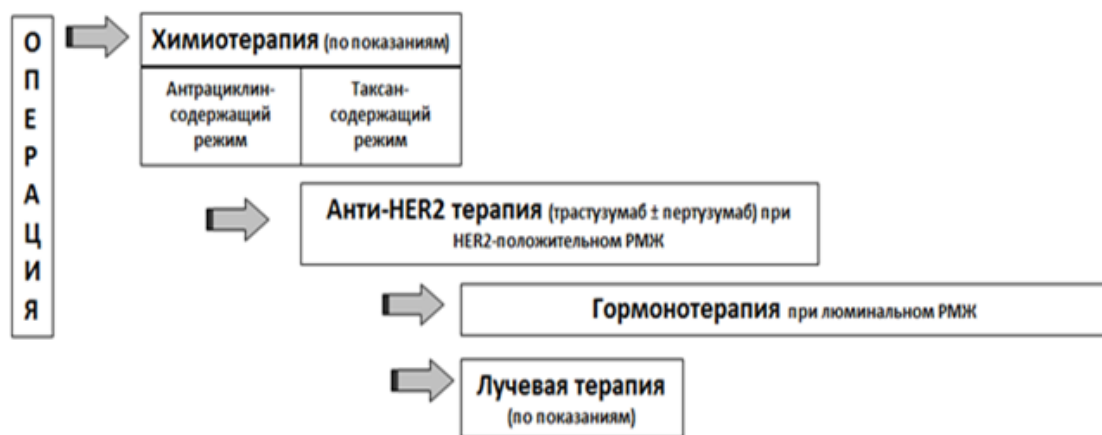 ОПЕРАЦИЯ
Химиотерапия (по показаниям)
Антрациклин-
содержащий
режим
Таксан-
содержащий
режим
Анти-HER2 терапия (трастузумаб ± пертузумаб) при
HER2-положительном РМЖ
Гормонотерапия при люминальном РМЖ
Лучевая терапия
(по показаниям)